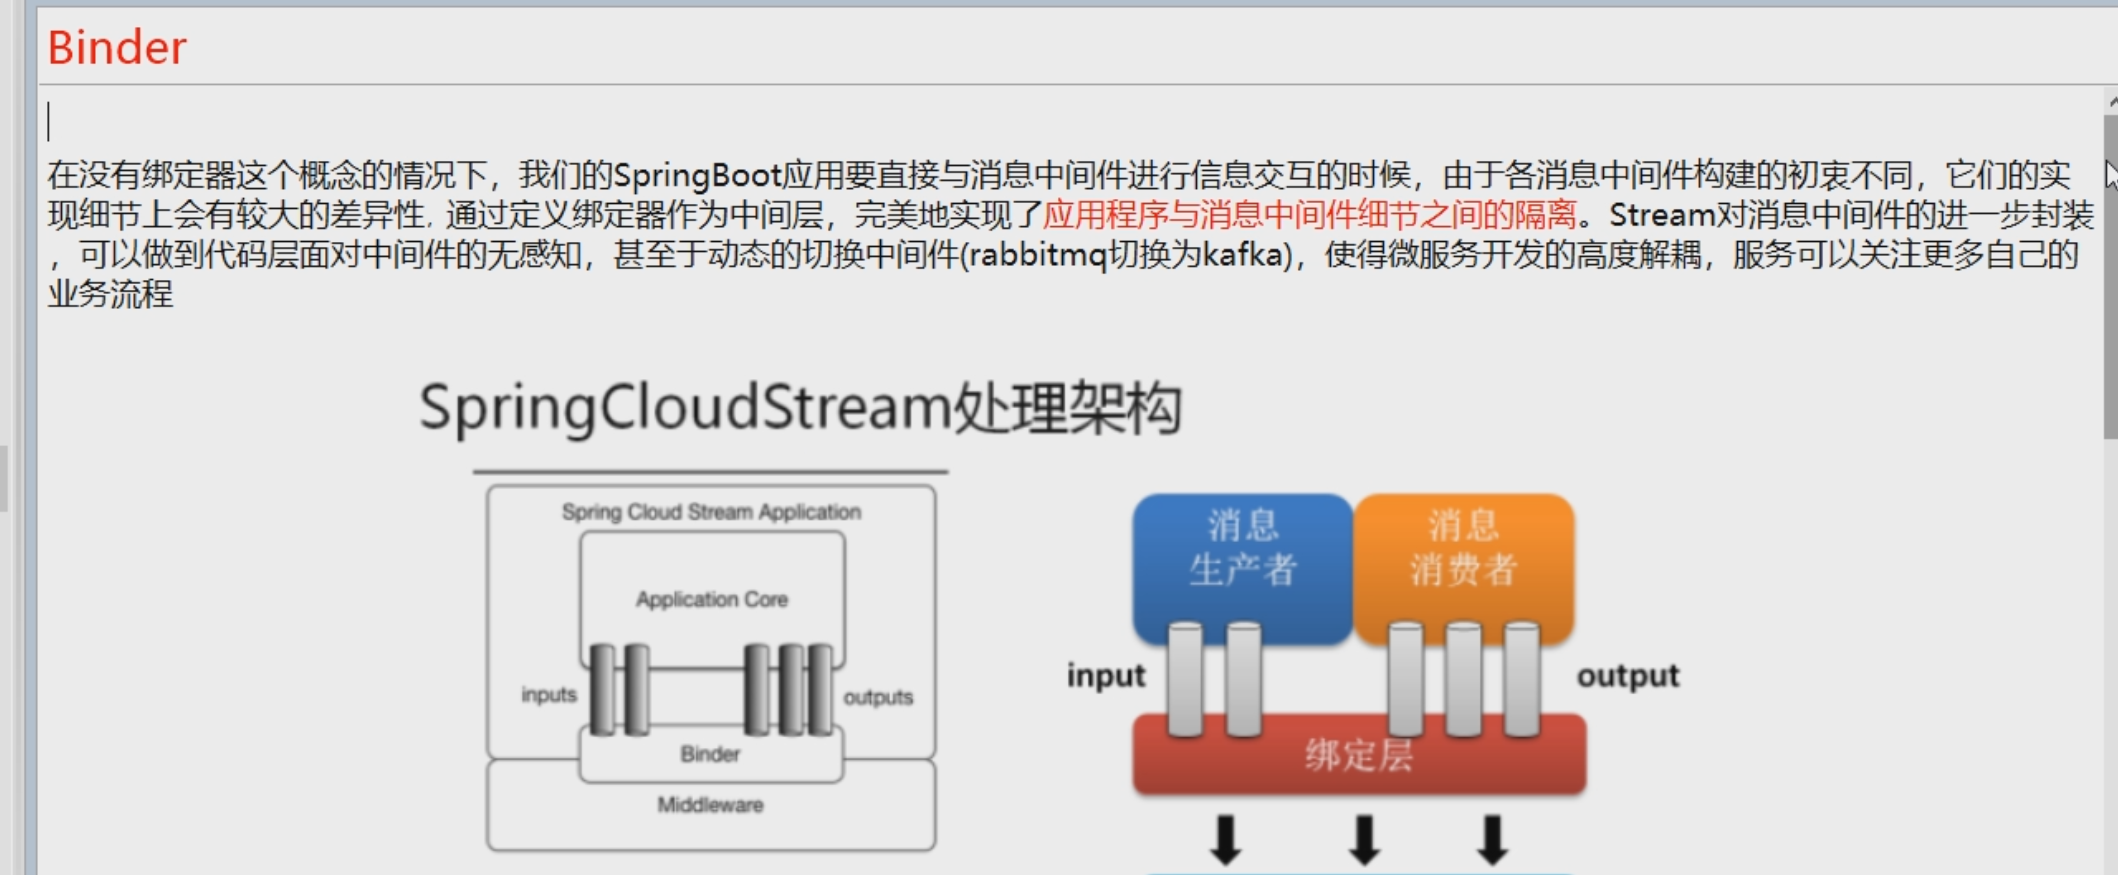 Binder
在没有绑定器这个概念的情况下，我们的SpringBoot应用要直接与消息中间件进行信息交互的时候，由于各消息中间件构建的初衷不同，它们的实
现细节上会有较大的差异性. 通过定义绑定器作为中间层，完美地实现了应用程序与消息中间件细节之间的隔离。Stream对消息中间件的进一步封装
，可以做到代码层面对中间件的无感知，甚至于动态的切换中间件(rabbitmq切换为kafka)，使得微服务开发的高度解耦，服务可以关注更多自己的
业务流程
SpringCloudStream处理架构
Spring Cloud Stream Application
Application Core
inputs
outputs
Binder
Middleware
消息
生产者
消息
消费者
input
output
绑定层